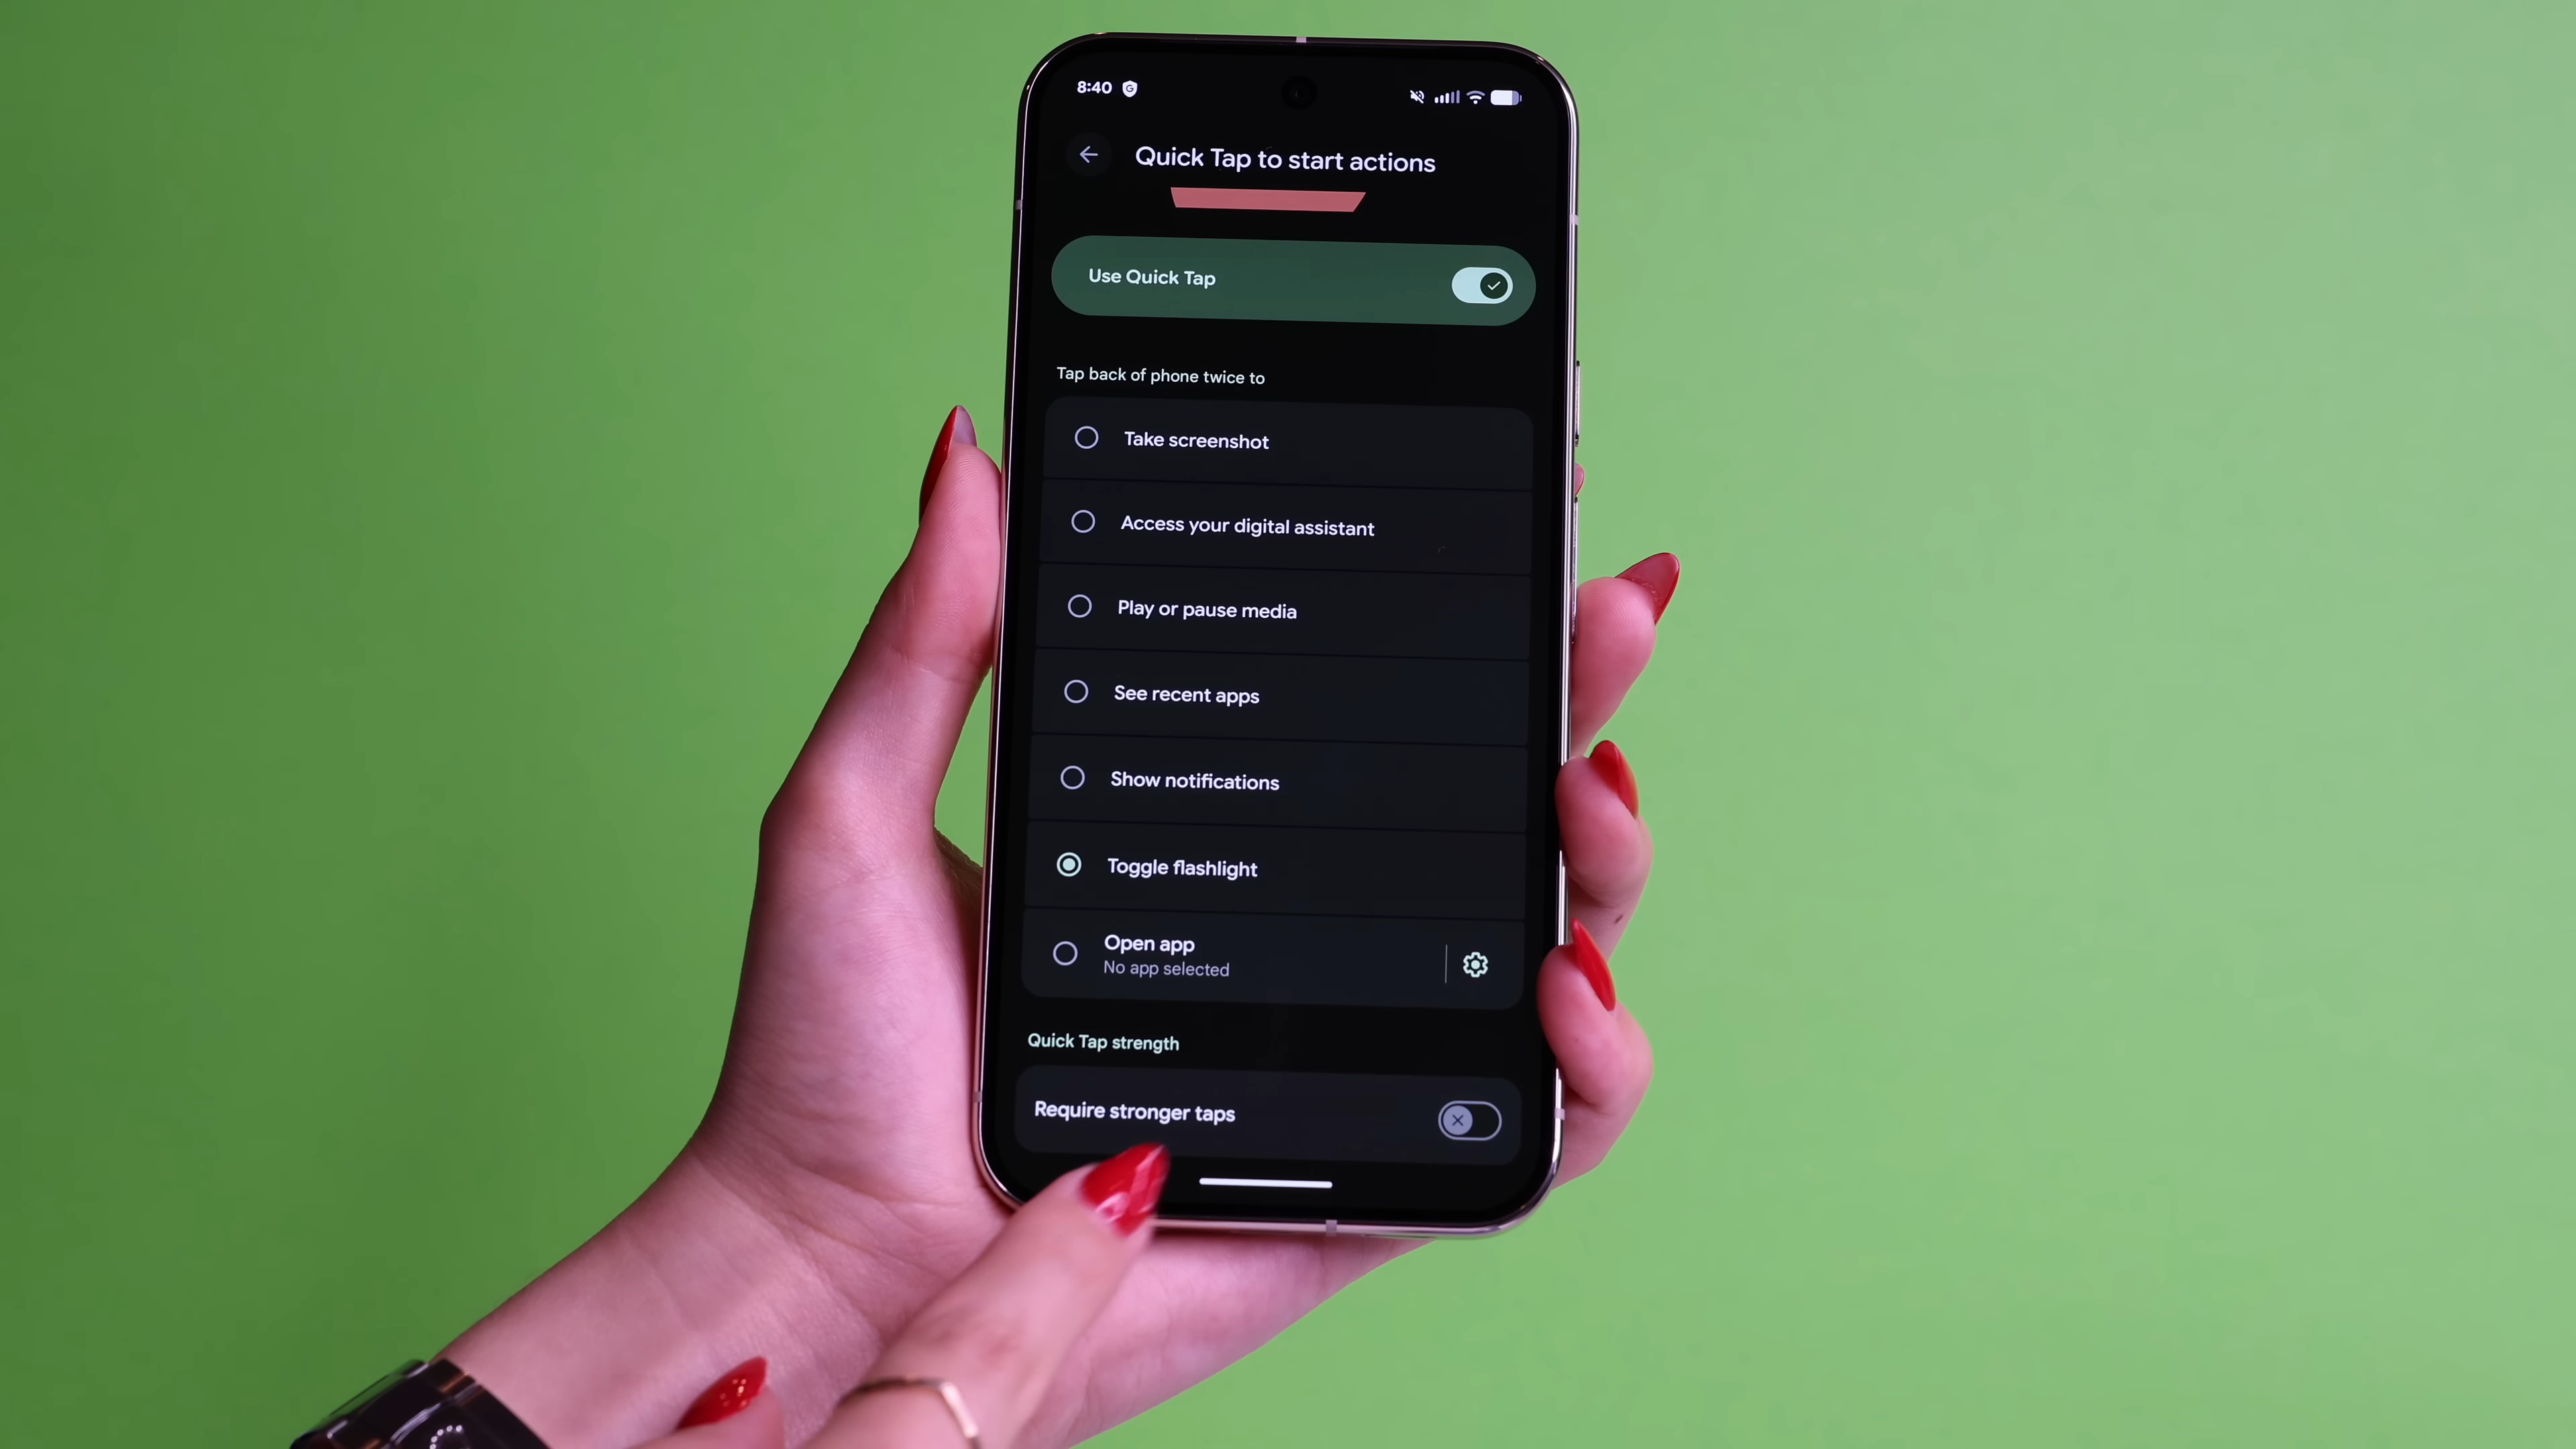 8:40
Quick Tap to start actions
Use Quick Tap
Tap back of phone twice to
Take screenshot
Access your digital assistant
Play or pause media
See recent apps
Show notifications
Toggle flashlight
Open app
No app selected
Quick Tap strength
Require stronger taps